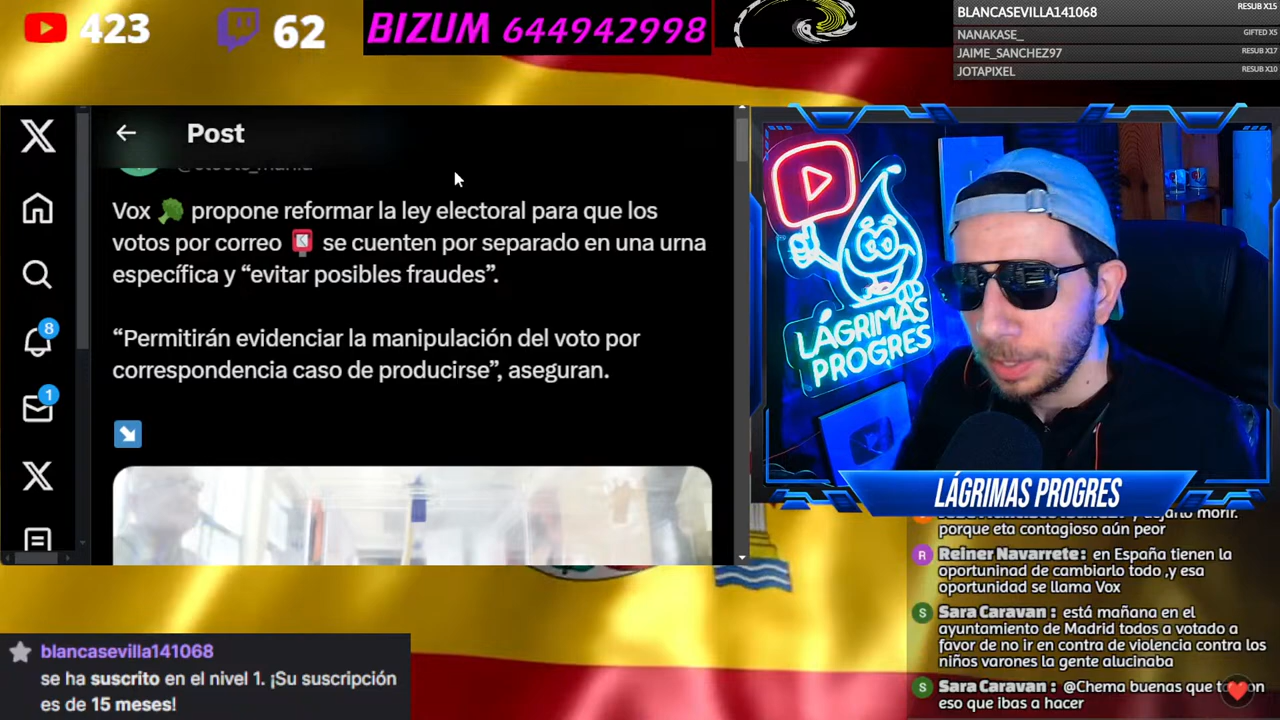 423
62
BIZUM 644942998
BLANCASEVILLA141068 RESUB X15
NANAKASE_ GIFTED X5
JAIME_SANCHEZ97 RESUB X17
JOTAPIXEL RESUB X10
Post
Vox 🥦 propone reformar la ley electoral para que los
votos por correo 📮 se cuenten por separado en una urna
específica y “evitar posibles fraudes”.
“Permitirán evidenciar la manipulación del voto por
correspondencia caso de producirse”, aseguran.
8
1
LÁGRIMAS
PROGRES
LÁGRIMAS PROGRES
porque eta contagioso aún peor
R Reiner Navarrete: en España tienen la
oportuninad de cambiarlo todo ,y esa
oportunidad se llama Vox
S Sara Caravan : está mañana en el
ayuntamiento de Madrid todos a votado a
favor de no ir en contra de violencia contra los
niños varones la gente alucinaba
S Sara Caravan : @Chema buenas que
eso que ibas a hacer
blancasevilla141068
se ha suscrito en el nivel 1. ¡Su suscripción
es de 15 meses!